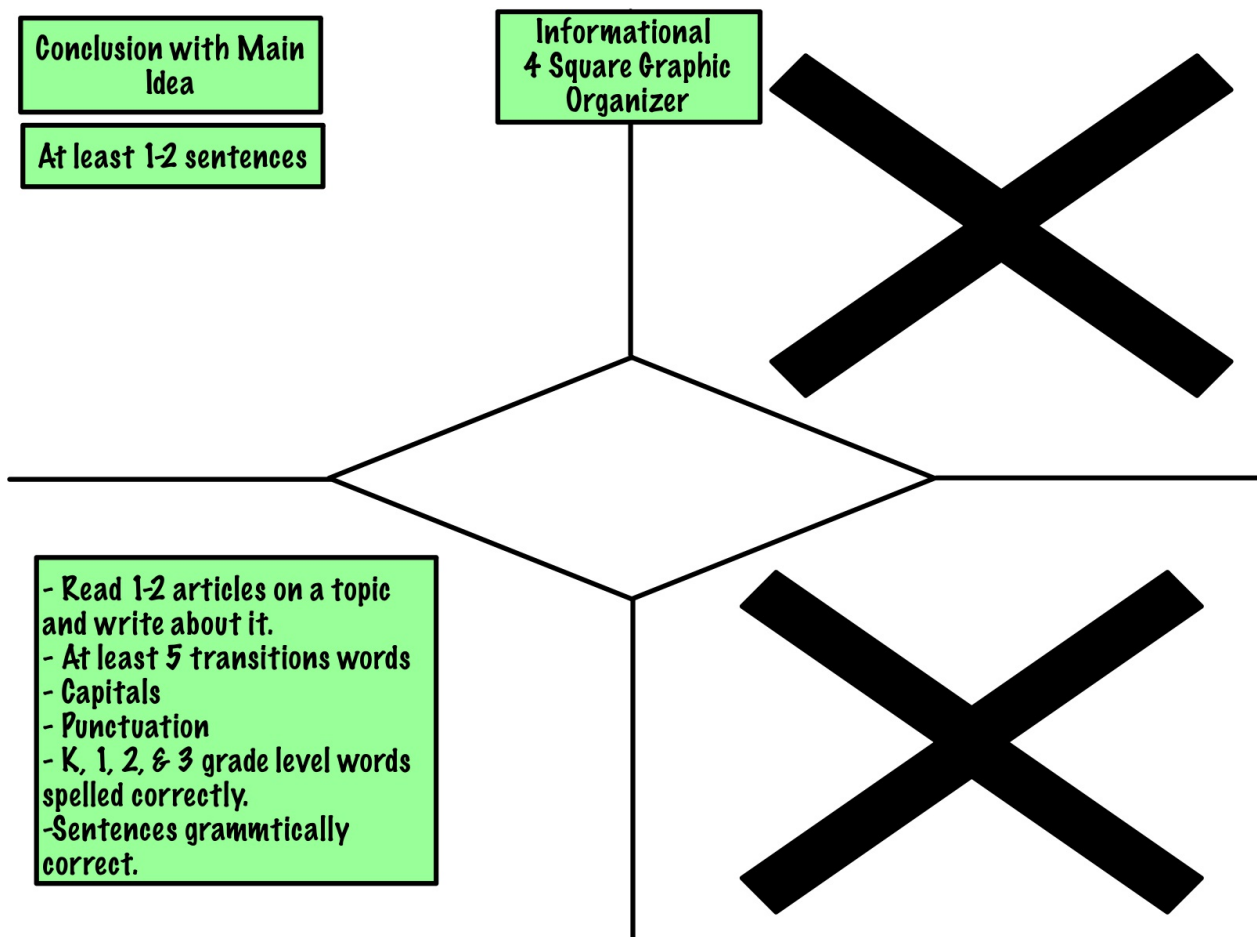 Conclusion with Main
Idea
At least 1-2 sentences
Informational
4 Square Graphic
Organizer
- Read 1-2 articles on a topic
and write about it.
- At least 5 transitions words
- Capitals
- Punctuation
- K, 1, 2, & 3 grade level words
spelled correctly.
-Sentences grammtically
correct.